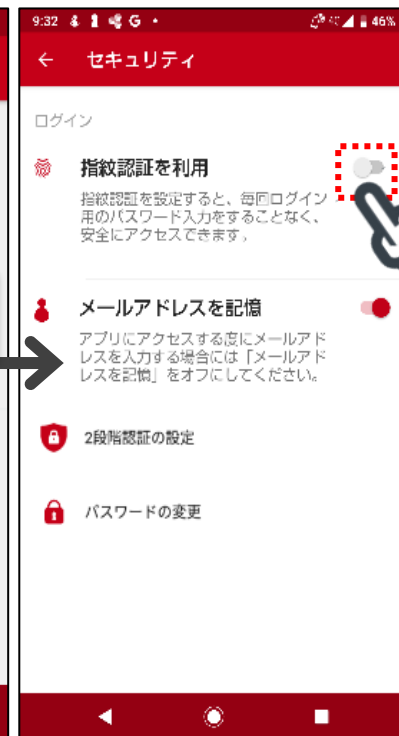 9:32 G • 46%
セキュリティ
ログイン
指紋認証を利用
指紋認証を設定すると、毎回ログイン
用のパスワード入力をすることなく、
安全にアクセスできます。
メールアドレスを記憶
アプリにアクセスする度にメールアド
レスを入力する場合には「メールアド
レスを記憶」をオフにしてください。
2段階認証の設定
パスワードの変更